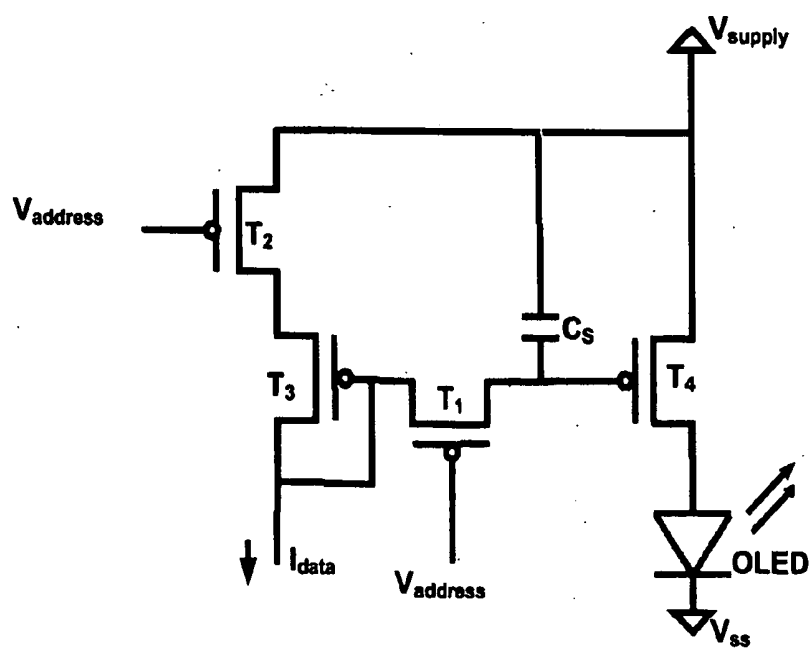 Vsupply
Vaddress
T2
CS
T3
T1
T4
Idata
Vaddress
OLED
Vss